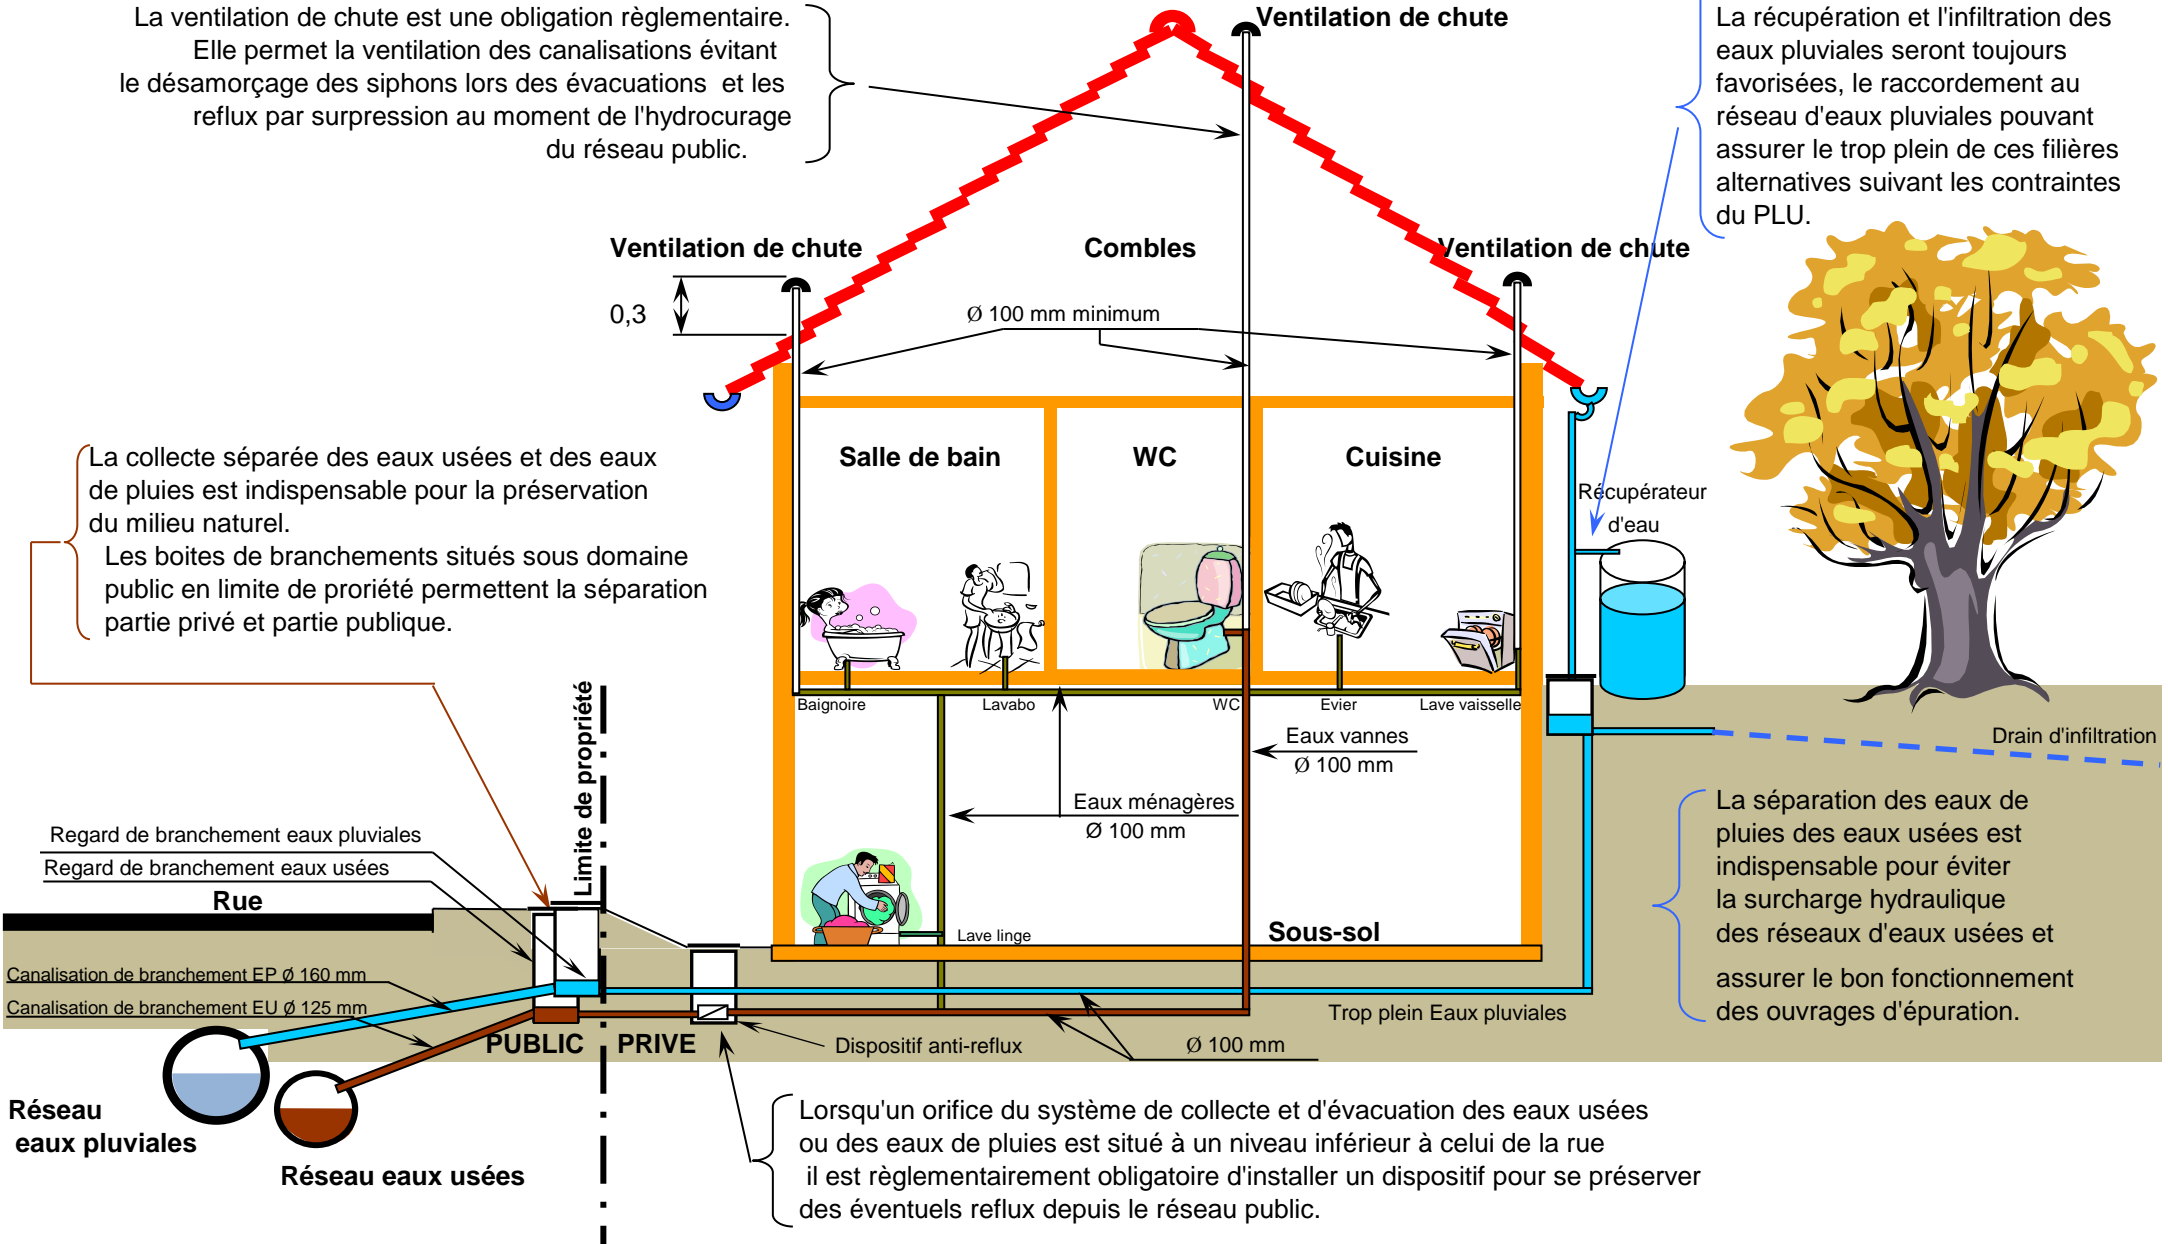 La ventilation de chute est une obligation règlementaire.
Elle permet la ventilation des canalisations évitant
le désamorçage des siphons lors des évacuations et les
reflux par surpression au moment de l'hydrocurage
du réseau public.
Ventilation de chute
La récupération et l'infiltration des
eaux pluviales seront toujours
favorisées, le raccordement au
réseau d'eaux pluviales pouvant
assurer le trop plein de ces filières
alternatives suivant les contraintes
du PLU.
Ventilation de chute
Combles
Ventilation de chute
0,3
Ø 100 mm minimum
La collecte séparée des eaux usées et des eaux
de pluies est indispensable pour la préservation
du milieu naturel.
Les boites de branchements situés sous domaine
public en limite de proriété permettent la séparation
partie privé et partie publique.
Salle de bain
WC
Cuisine
Récupérateur
d'eau
Baignoire
Lavabo
WC
Evier
Lave vaisselle
Limite de propriété
Eaux vannes
Ø 100 mm
Drain d'infiltration
Eaux ménagères
Ø 100 mm
La séparation des eaux de
pluies des eaux usées est
indispensable pour éviter
la surcharge hydraulique
des réseaux d'eaux usées et
assurer le bon fonctionnement
des ouvrages d'épuration.
Regard de branchement eaux pluviales
Regard de branchement eaux usées
Rue
Lave linge
Sous-sol
Canalisation de branchement EP Ø 160 mm
Canalisation de branchement EU Ø 125 mm
Trop plein Eaux pluviales
PUBLIC
PRIVE
Dispositif anti-reflux
Ø 100 mm
Réseau
eaux pluviales
Réseau eaux usées
Lorsqu'un orifice du système de collecte et d'évacuation des eaux usées
ou des eaux de pluies est situé à un niveau inférieur à celui de la rue
il est règlementairement obligatoire d'installer un dispositif pour se préserver
des éventuels reflux depuis le réseau public.